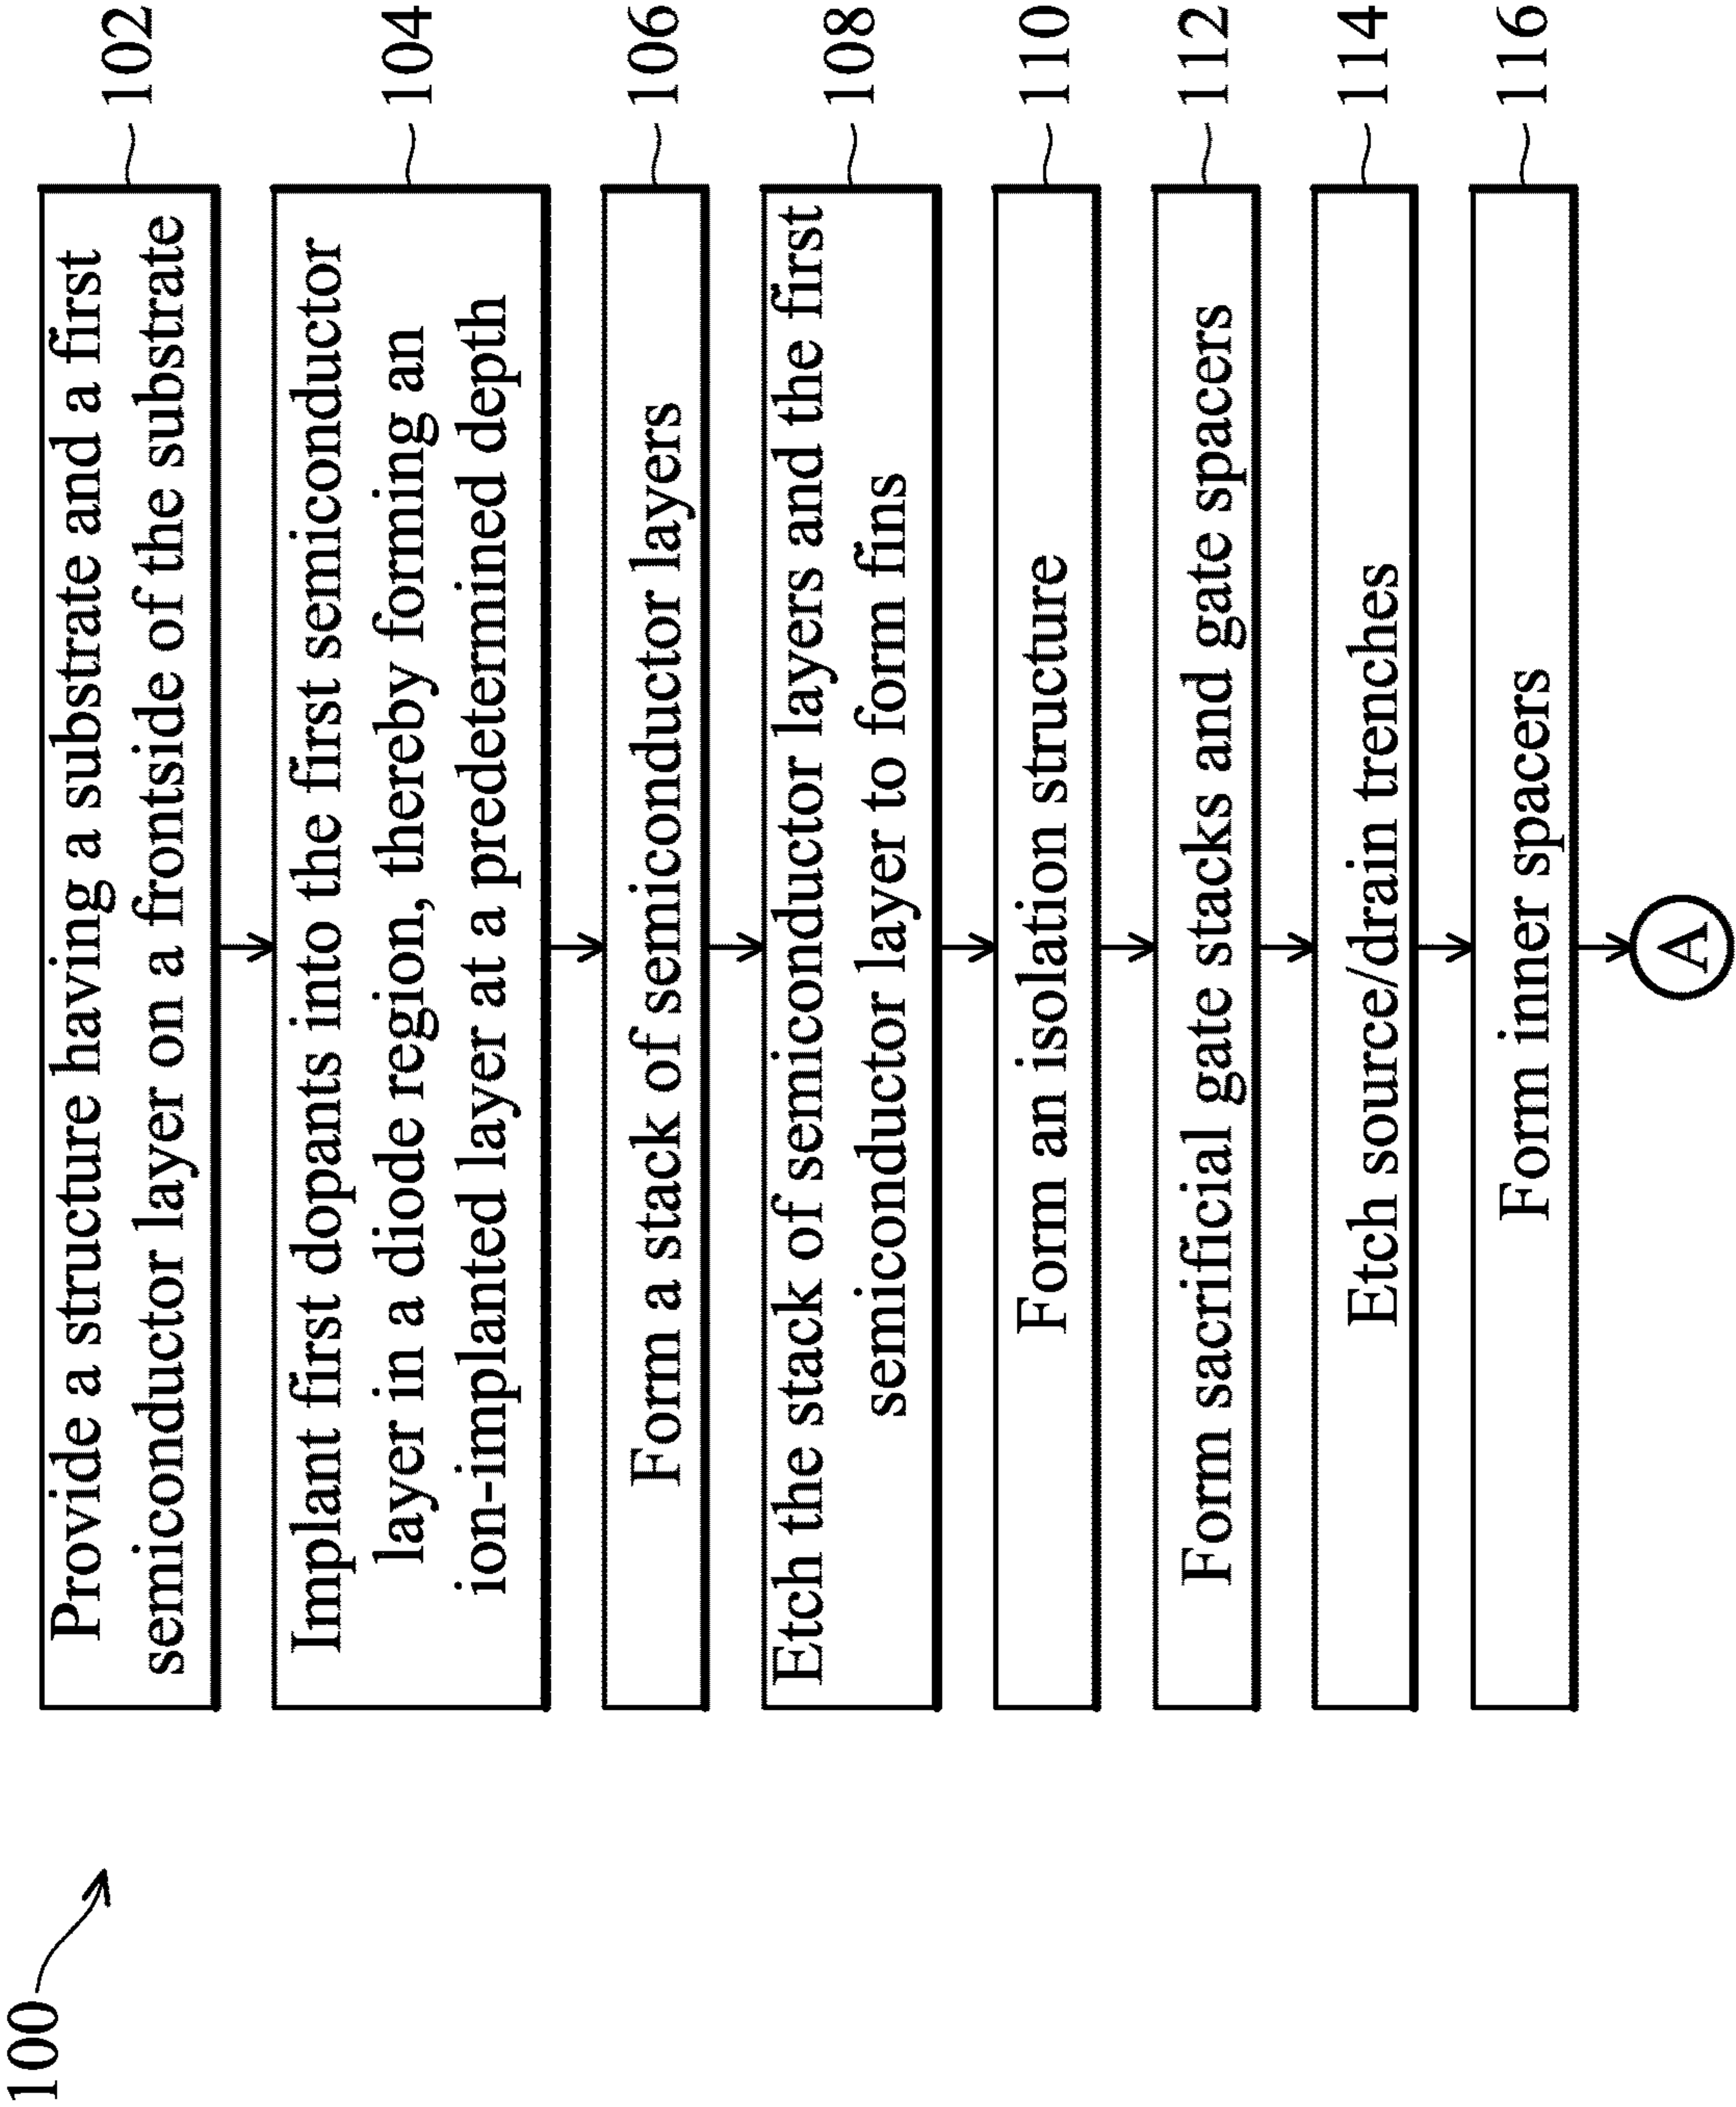 100
Provide a structure having a substrate and a first
semiconductor layer on a frontside of the substrate
102
Implant first dopants into the first semiconductor
layer in a diode region, thereby forming an
ion-implanted layer at a predetermined depth
104
Form a stack of semiconductor layers
106
Etch the stack of semiconductor layers and the first
semiconductor layer to form fins
108
Form an isolation structure
110
Form sacrificial gate stacks and gate spacers
112
Etch source/drain trenches
114
Form inner spacers
116
A